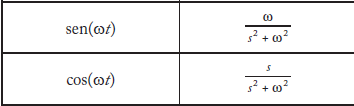 sen(ωt) ω / s² + ω²
cos(ωt) s / s² + ω²